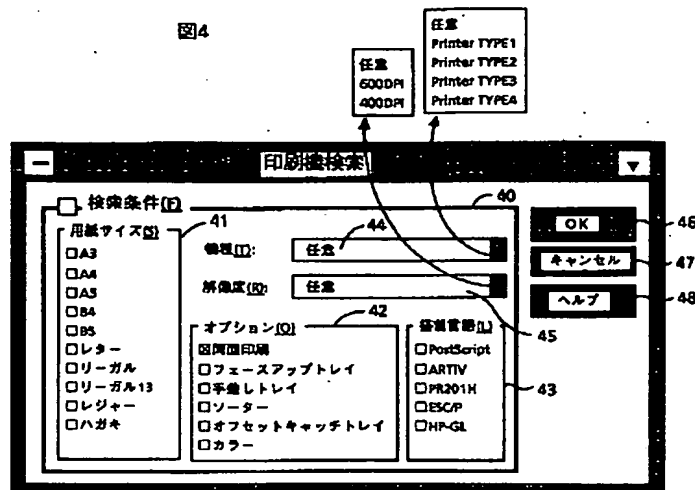 図4
任意
600DPI
400DPI
任意
Printer TYPE1
Printer TYPE2
Printer TYPE3
Printer TYPE4
印刷機検索
検索条件(F)
40
用紙サイズ(S)
41
A3
A4
A5
B4
B5
レター
リーガル
リーガル13
レジャー
ハガキ
機種(T):
44
任意
解像度(R):
任意
45
オプション(O)
42
両面印刷
フェースアップトレイ
手差しトレイ
ソーター
オフセットキャッチトレイ
カラー
搭載言語(L)
43
PostScript
ARTIV
PR201H
ESC/P
HP-GL
OK
46
キャンセル
47
ヘルプ
48